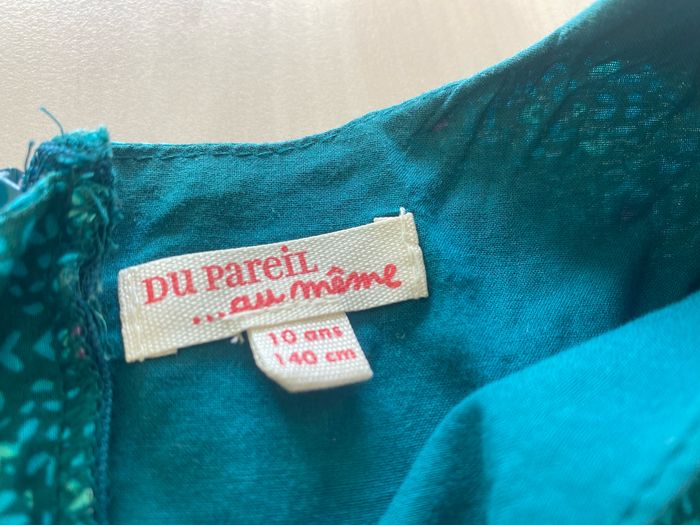 DU PAREIL
...au même
10 ans
140 cm